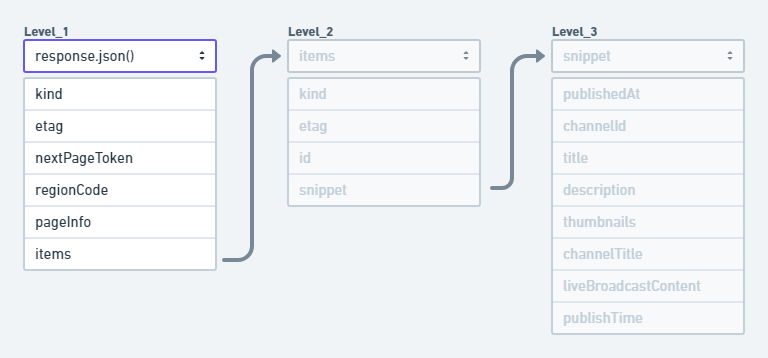 Level_1
response.json()
kind
etag
nextPageToken
regionCode
pageInfo
items
Level_2
items
kind
etag
id
snippet
Level_3
snippet
publishedAt
channelId
title
description
thumbnails
channelTitle
liveBroadcastContent
publishTime